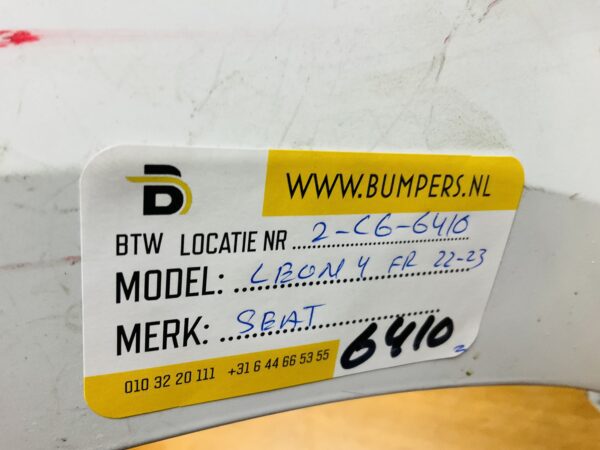 B
WWW.BUMPERS.NL
BTW LOCATIE NR 2-C6-6410
MODEL: LEON 4 FR 22-23
MERK: SEAT
6410
010 32 20 111 +31 6 44 66 53 55
2